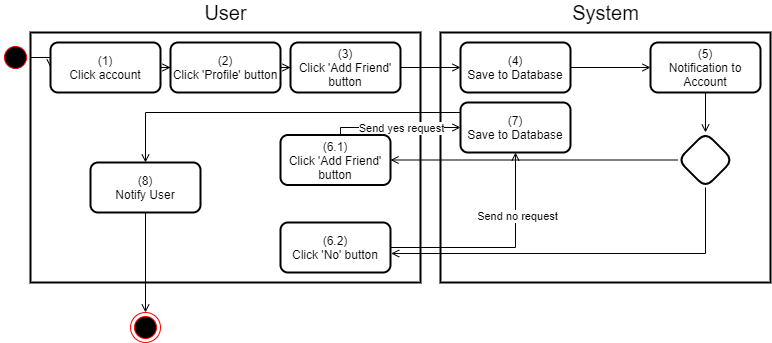 User
System
(1)
Click account
(2)
Click 'Profile' button
(3)
Click 'Add Friend'
button
(4)
Save to Database
(5)
Notification to
Account
(7)
Save to Database
Send yes request
(6.1)
Click 'Add Friend'
button
(8)
Notify User
Send no request
(6.2)
Click 'No' button